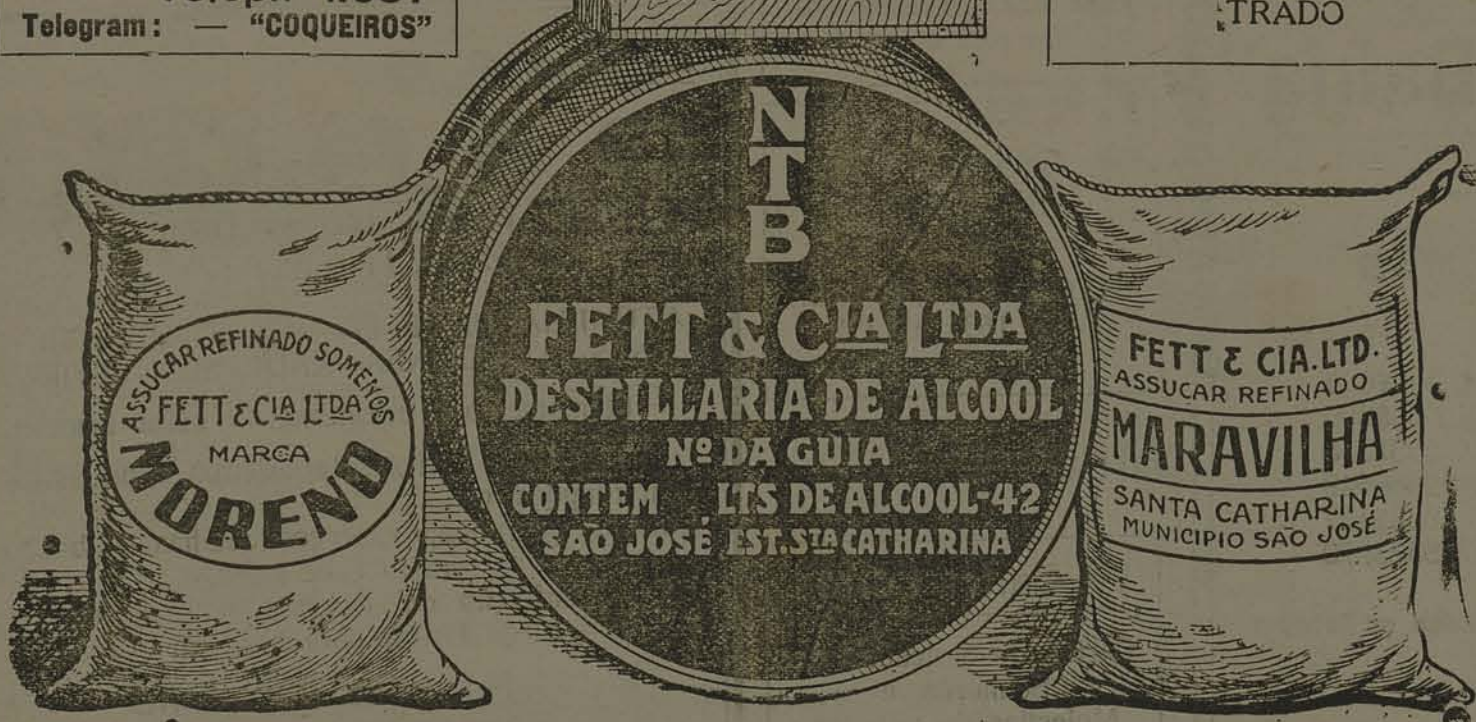 Telegram: — "COQUEIROS"
TRADO
N
T
B
FETT & CIA LTDA
DESTILLARIA DE ALCOOL
Nº DA GUIA
CONTEM LTS DE ALCOOL-42
SÃO JOSÉ EST. STA CATHARINA
ASSUCAR REFINADO SOMENOS
FETT & CIA LTDA
MARCA
MORENO
FETT & CIA. LTD.
ASSUCAR REFINADO
MARAVILHA
SANTA CATHARINA
MUNICIPIO SAO JOSÉ